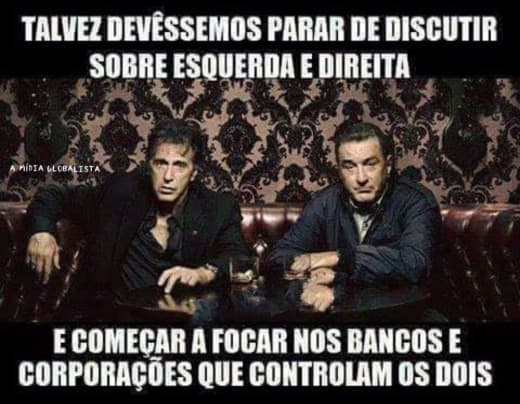 TALVEZ DEVÊSSEMOS PARAR DE DISCUTIR
SOBRE ESQUERDA E DIREITA
A MÍDIA GLOBALISTA
E COMEÇAR A FOCAR NOS BANCOS E
CORPORAÇÕES QUE CONTROLAM OS DOIS